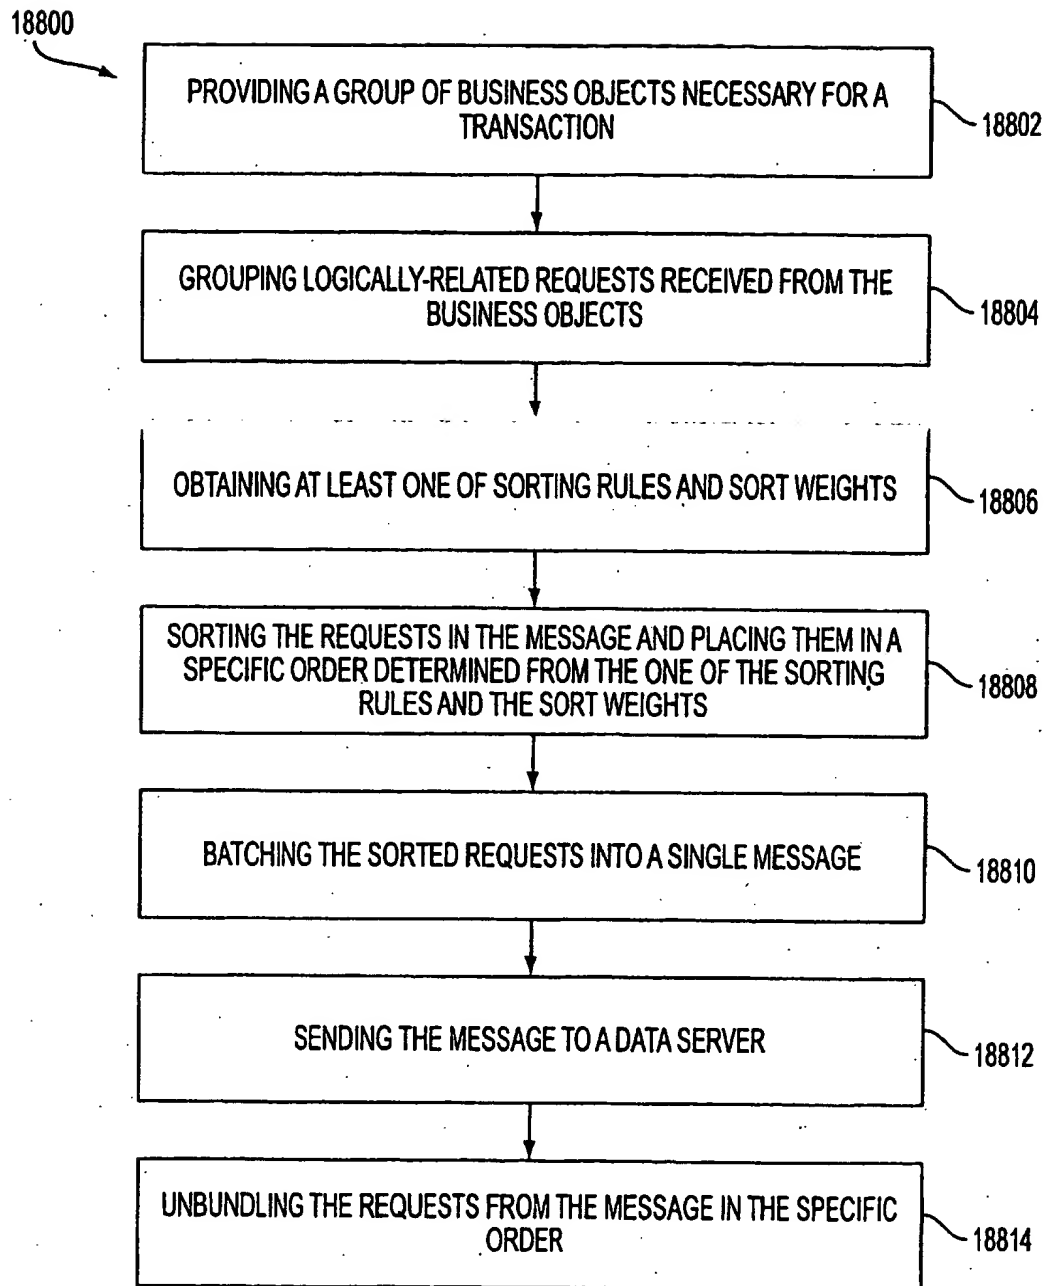 18800
PROVIDING A GROUP OF BUSINESS OBJECTS NECESSARY FOR A
TRANSACTION
18802
GROUPING LOGICALLY-RELATED REQUESTS RECEIVED FROM THE
BUSINESS OBJECTS
18804
OBTAINING AT LEAST ONE OF SORTING RULES AND SORT WEIGHTS
18806
SORTING THE REQUESTS IN THE MESSAGE AND PLACING THEM IN A
SPECIFIC ORDER DETERMINED FROM THE ONE OF THE SORTING
RULES AND THE SORT WEIGHTS
18808
BATCHING THE SORTED REQUESTS INTO A SINGLE MESSAGE
18810
SENDING THE MESSAGE TO A DATA SERVER
18812
UNBUNDLING THE REQUESTS FROM THE MESSAGE IN THE SPECIFIC
ORDER
18814